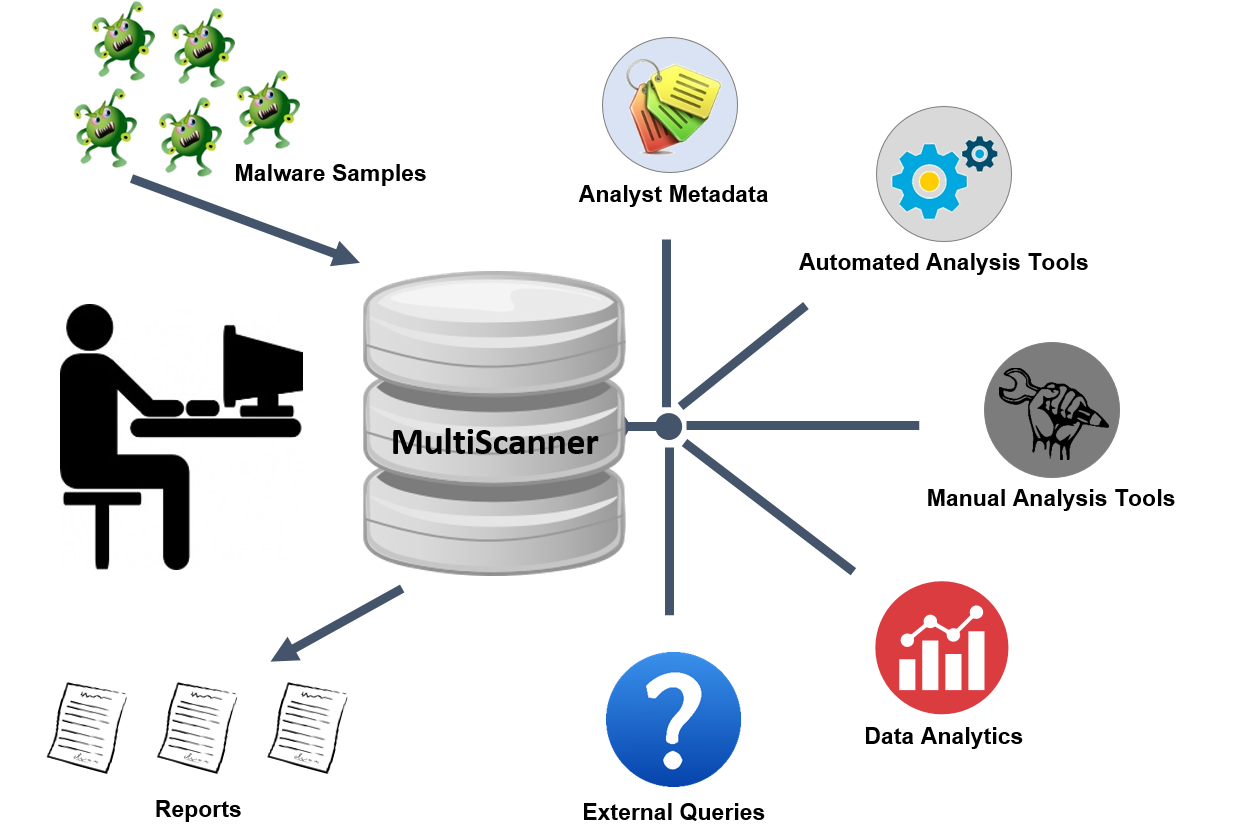 Malware Samples
Analyst Metadata
Automated Analysis Tools
MultiScanner
Manual Analysis Tools
Data Analytics
Reports
External Queries